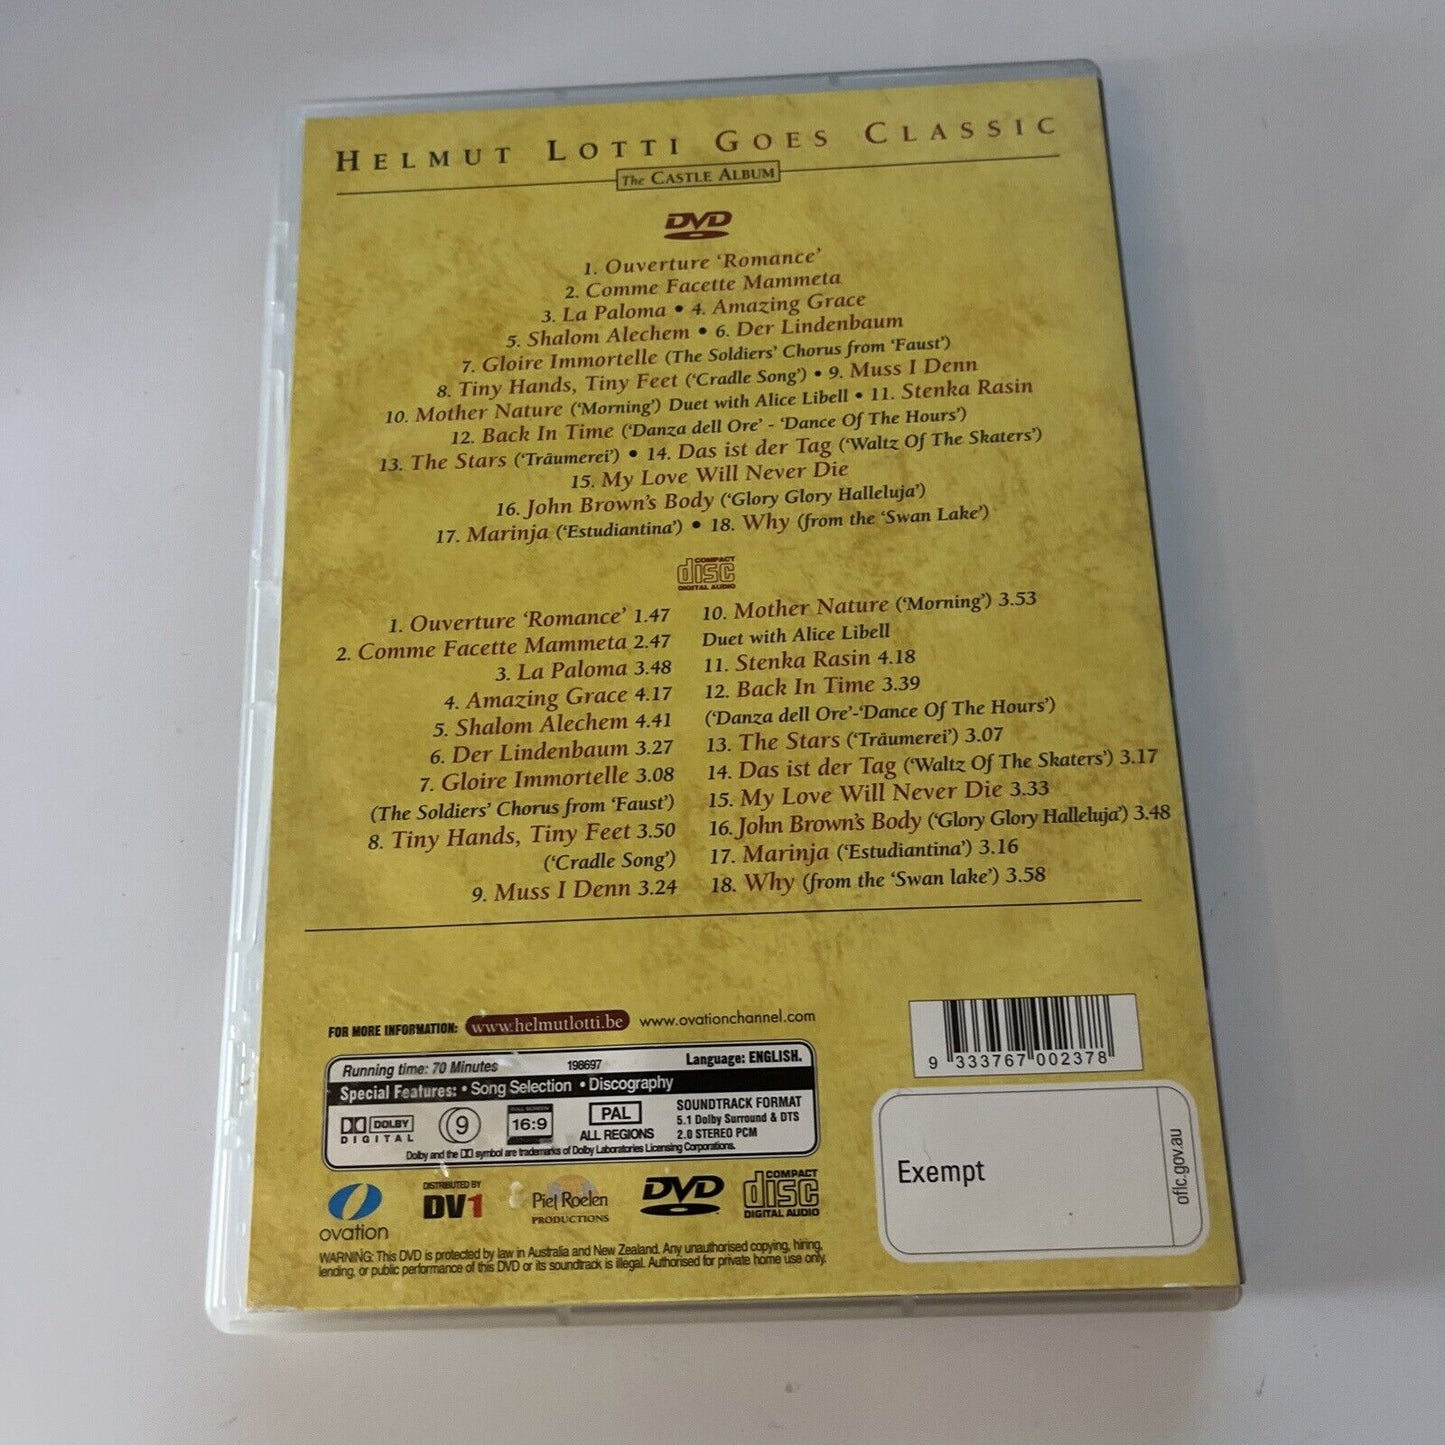 HELMUT LOTTI GOES CLASSIC
The CASTLE ALBUM
DVD
1. Ouverture 'Romance'
2. Comme Facette Mammeta
3. La Paloma • 4. Amazing Grace
5. Shalom Alechem • 6. Der Lindenbaum
7. Gloire Immortelle (The Soldiers' Chorus from 'Faust')
8. Tiny Hands, Tiny Feet ('Cradle Song') • 9. Muss I Denn
10. Mother Nature ('Morning') Duet with Alice Libell • 11. Stenka Rasin
12. Back In Time ('Danza dell Ore' - 'Dance Of The Hours')
13. The Stars ('Träumerei') • 14. Das ist der Tag ('Waltz Of The Skaters')
15. My Love Will Never Die
16. John Brown's Body ('Glory Glory Halleluja')
17. Marinja ('Estudiantina') • 18. Why (from the 'Swan Lake')
COMPACT
disc
DIGITAL AUDIO
1. Ouverture 'Romance' 1.47
2. Comme Facette Mammeta 2.47
3. La Paloma 3.48
4. Amazing Grace 4.17
5. Shalom Alechem 4.41
6. Der Lindenbaum 3.27
7. Gloire Immortelle 3.08
(The Soldiers' Chorus from 'Faust')
8. Tiny Hands, Tiny Feet 3.50
('Cradle Song')
9. Muss I Denn 3.24
10. Mother Nature ('Morning') 3.53
Duet with Alice Libell
11. Stenka Rasin 4.18
12. Back In Time 3.39
('Danza dell Ore'-'Dance Of The Hours')
13. The Stars ('Träumerei') 3.07
14. Das ist der Tag ('Waltz Of The Skaters') 3.17
15. My Love Will Never Die 3.33
16. John Brown's Body ('Glory Glory Halleluja') 3.48
17. Marinja ('Estudiantina') 3.16
18. Why (from the 'Swan lake') 3.58
FOR MORE INFORMATION: www.helmutlotti.be www.ovationchannel.com
9 333767 002378
Running time: 70 Minutes 198697 Language: ENGLISH.
Special Features: • Song Selection • Discography
DOLBY
DIGITAL
9
FULL SCREEN
16:9
PAL
ALL REGIONS
SOUNDTRACK FORMAT
5.1 Dolby Surround & DTS
2.0 STEREO PCM
Dolby and the DD symbol are trademarks of Dolby Laboratories Licensing Corporations.
Exempt
oflc.gov.au
ovation
DISTRIBUTED BY
DV1
Piet Roelen
PRODUCTIONS
DVD
COMPACT
disc
DIGITAL AUDIO
WARNING: This DVD is protected by law in Australia and New Zealand. Any unauthorised copying, hiring,
lending, or public performance of this DVD or its soundtrack is illegal. Authorised for private home use only.